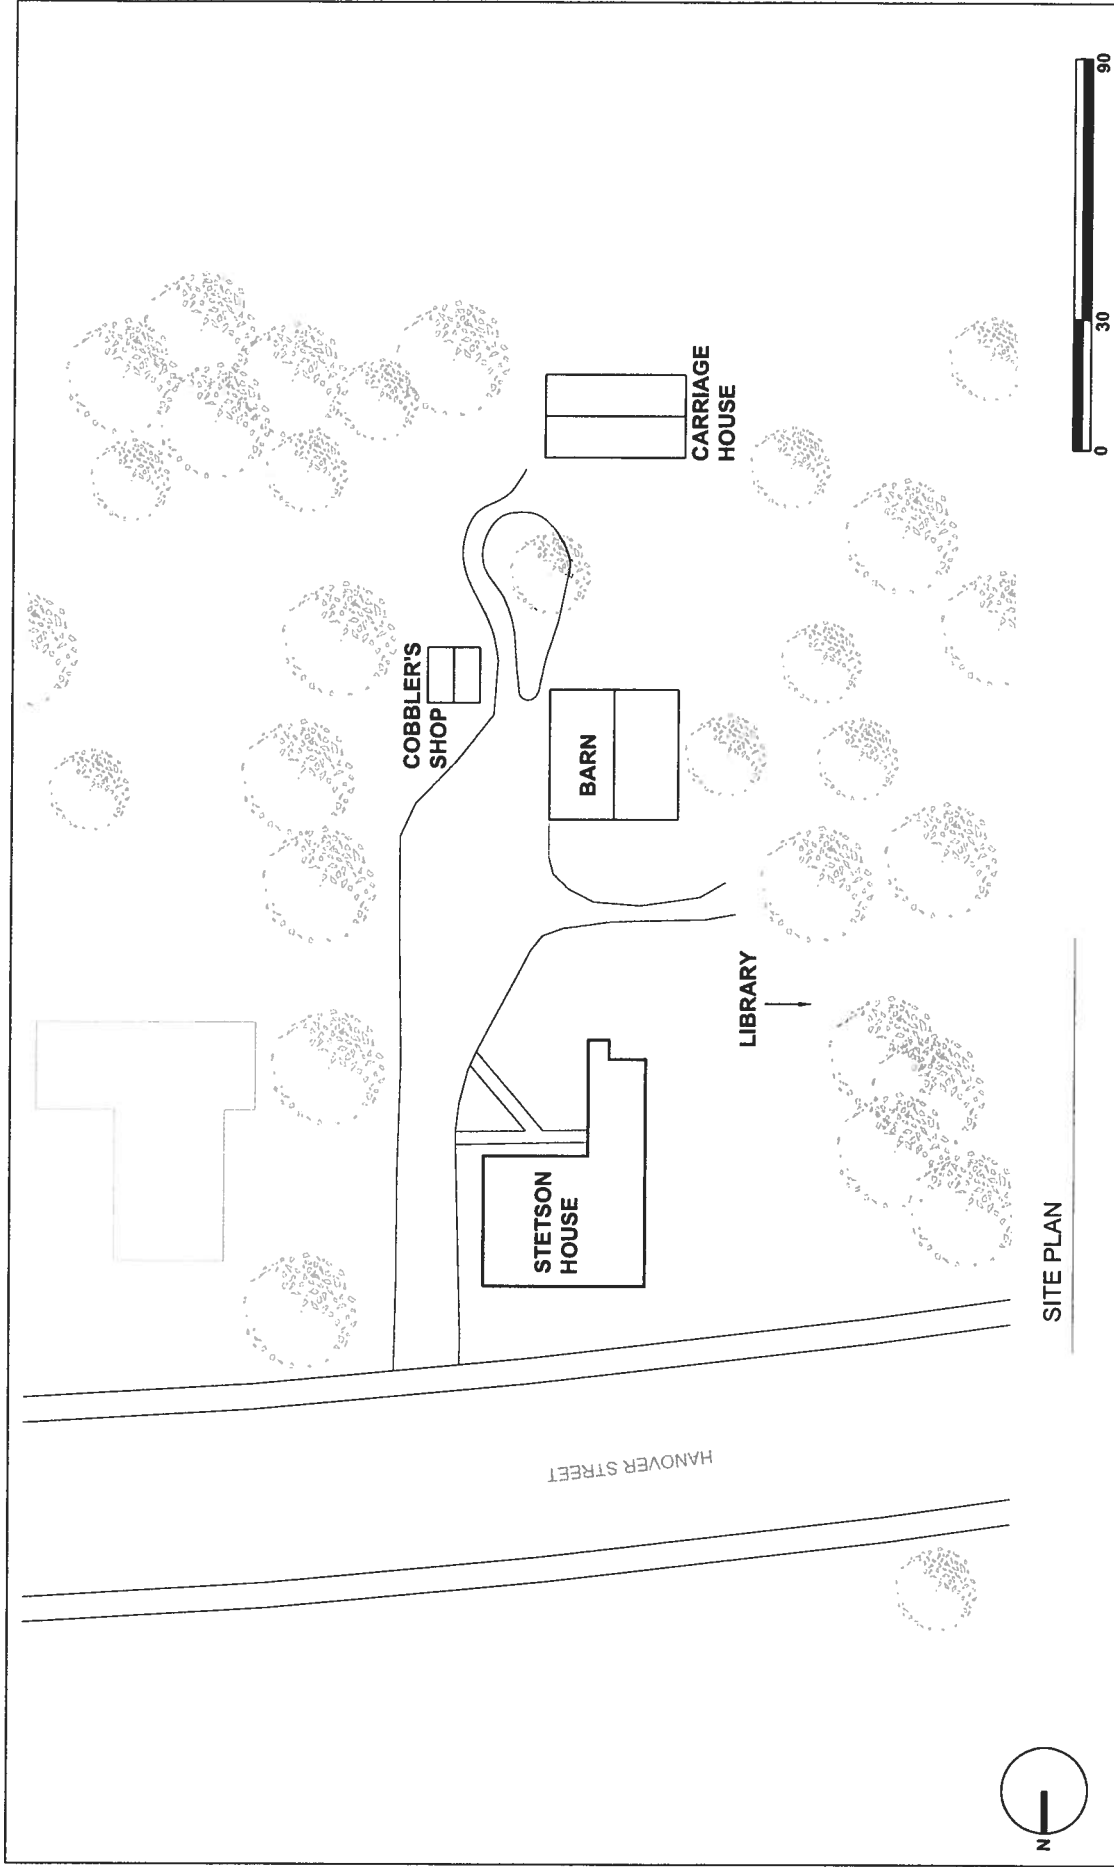 COBBLER'S
SHOP
BARN
CARRIAGE
HOUSE
STETSON
HOUSE
LIBRARY
HANOVER STREET
SITE PLAN
N
0
30
90